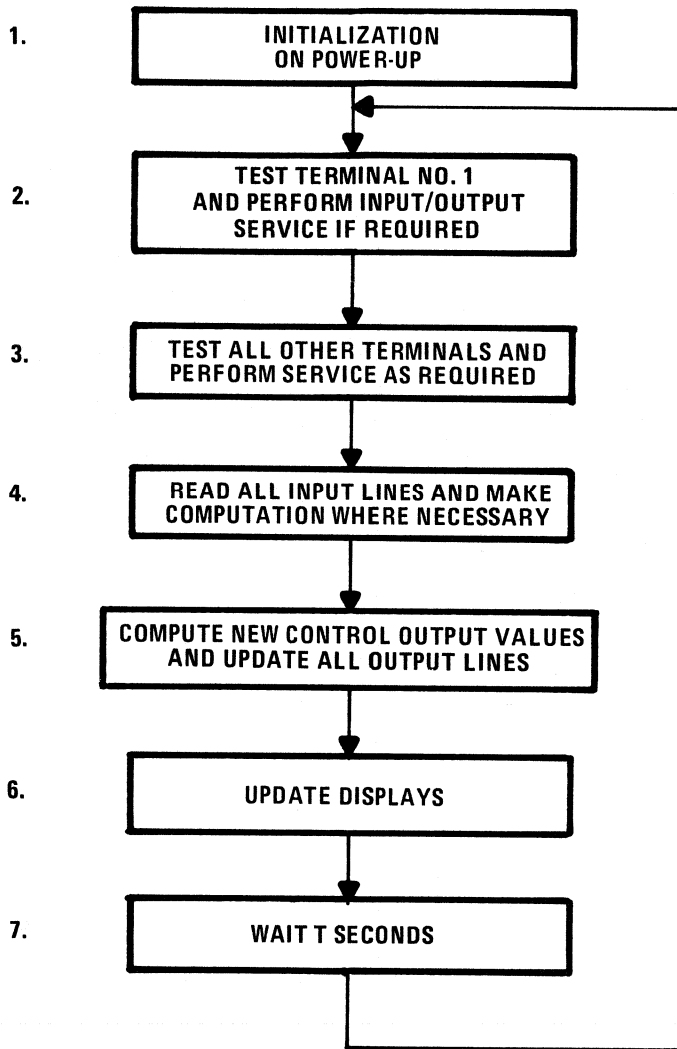 1.
INITIALIZATION
ON POWER-UP
2.
TEST TERMINAL NO. 1
AND PERFORM INPUT/OUTPUT
SERVICE IF REQUIRED
3.
TEST ALL OTHER TERMINALS AND
PERFORM SERVICE AS REQUIRED
4.
READ ALL INPUT LINES AND MAKE
COMPUTATION WHERE NECESSARY
5.
COMPUTE NEW CONTROL OUTPUT VALUES
AND UPDATE ALL OUTPUT LINES
6.
UPDATE DISPLAYS
7.
WAIT T SECONDS